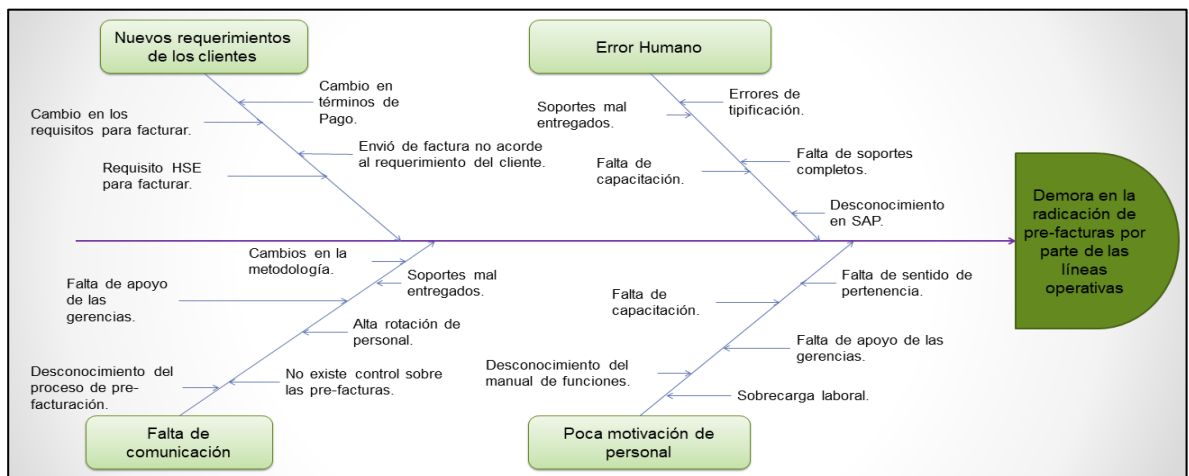 Nuevos requerimientos
de los clientes
Error Humano
Cambio en
términos de
Pago.
Cambio en los
requisitos para facturar.
Envió de factura no acorde
al requerimiento del cliente.
Requisito HSE
para facturar.
Errores de
tipificación.
Soportes mal
entregados.
Falta de soportes
completos.
Falta de
capacitación.
Desconocimiento
en SAP.
Demora en la
radicación de
pre-facturas por
parte de las
líneas
operativas
Cambios en la
metodología.
Soportes mal
entregados.
Falta de apoyo
de las
gerencias.
Alta rotación de
personal.
Desconocimiento del
proceso de pre-
facturación.
No existe control sobre
las pre-facturas.
Falta de sentido de
pertenencia.
Falta de
capacitación.
Falta de apoyo de las
gerencias.
Desconocimiento del
manual de funciones.
Sobrecarga laboral.
Falta de
comunicación
Poca motivación de
personal